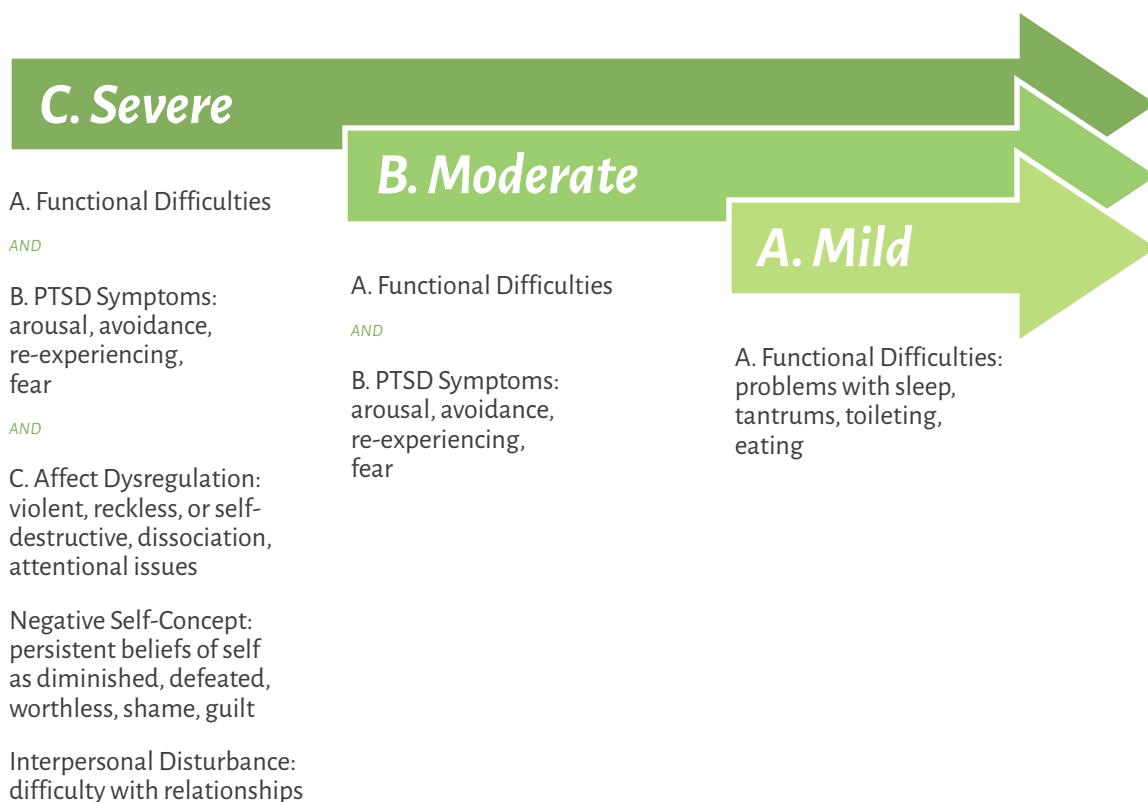 C. Severe
A. Functional Difficulties
AND
B. PTSD Symptoms:
arousal, avoidance,
re-experiencing,
fear
AND
C. Affect Dysregulation:
violent, reckless, or self-
destructive, dissociation,
attentional issues
Negative Self-Concept:
persistent beliefs of self
as diminished, defeated,
worthless, shame, guilt
Interpersonal Disturbance:
difficulty with relationships
B. Moderate
A. Functional Difficulties
AND
B. PTSD Symptoms:
arousal, avoidance,
re-experiencing,
fear
A. Mild
A. Functional Difficulties:
problems with sleep,
tantrums, toileting,
eating